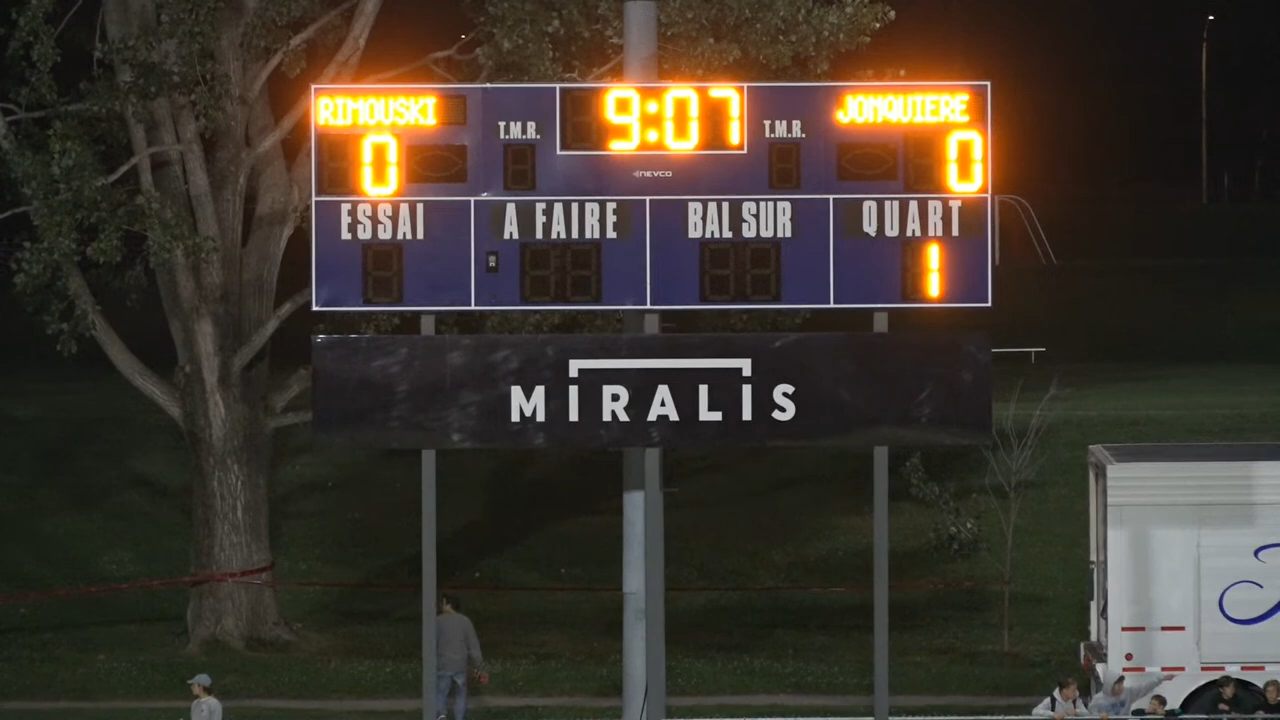 RIMOUSKI
9:07
JONQUIERE
T.M.R.
T.M.R.
0
0
NEVCO
ESSAI
A FAIRE
BAL SUR
QUART
1
MIRALIS